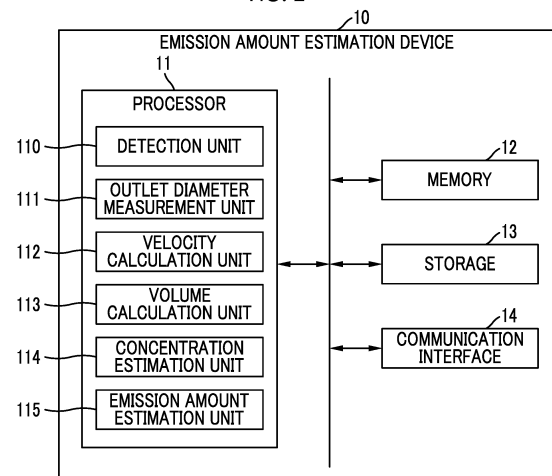 10
EMISSION AMOUNT ESTIMATION DEVICE
11
PROCESSOR
110
DETECTION UNIT
111
OUTLET DIAMETER
MEASUREMENT UNIT
112
VELOCITY
CALCULATION UNIT
113
VOLUME
CALCULATION UNIT
114
CONCENTRATION
ESTIMATION UNIT
115
EMISSION AMOUNT
ESTIMATION UNIT
12
MEMORY
13
STORAGE
14
COMMUNICATION
INTERFACE